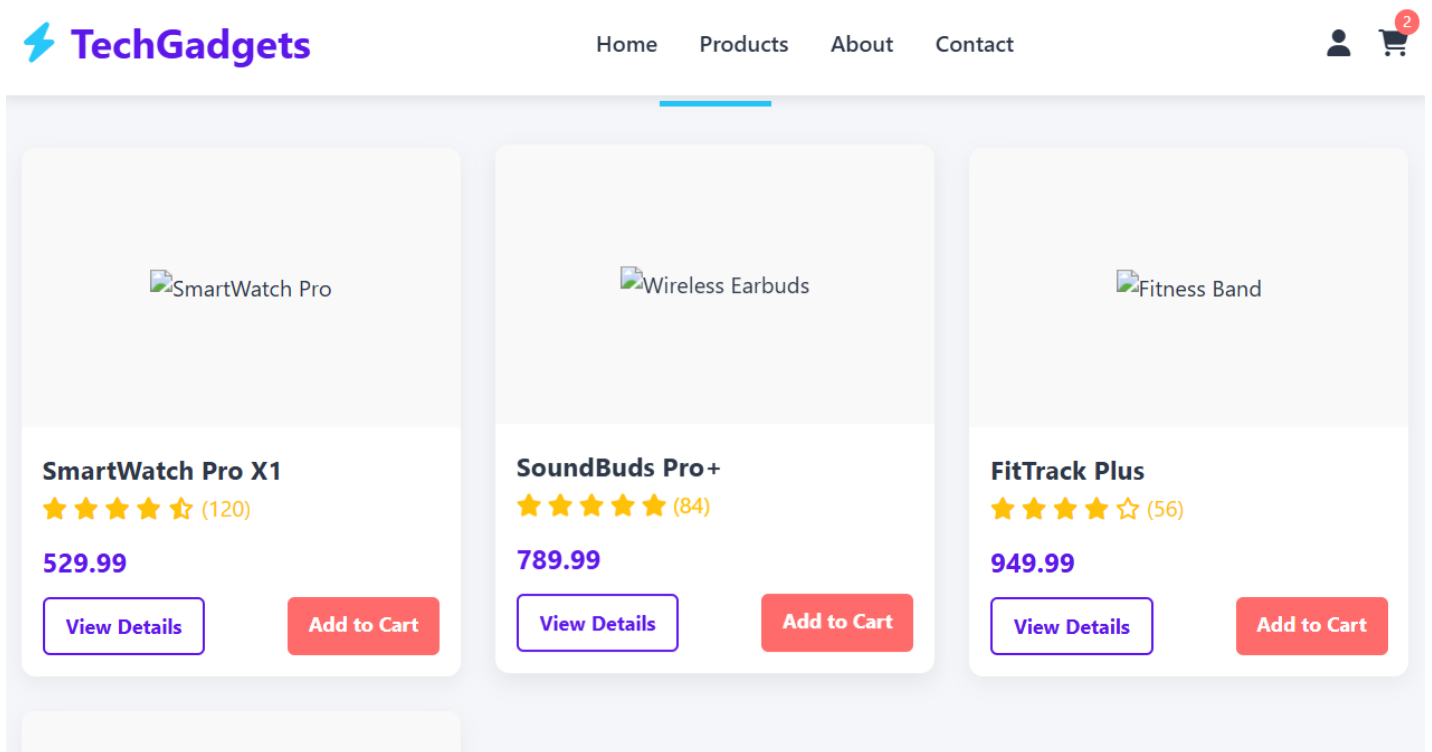 TechGadgets
Home Products About Contact
2
SmartWatch Pro
Wireless Earbuds
Fitness Band
SmartWatch Pro X1
(120)
529.99
View Details Add to Cart
SoundBuds Pro+
(84)
789.99
View Details Add to Cart
FitTrack Plus
(56)
949.99
View Details Add to Cart